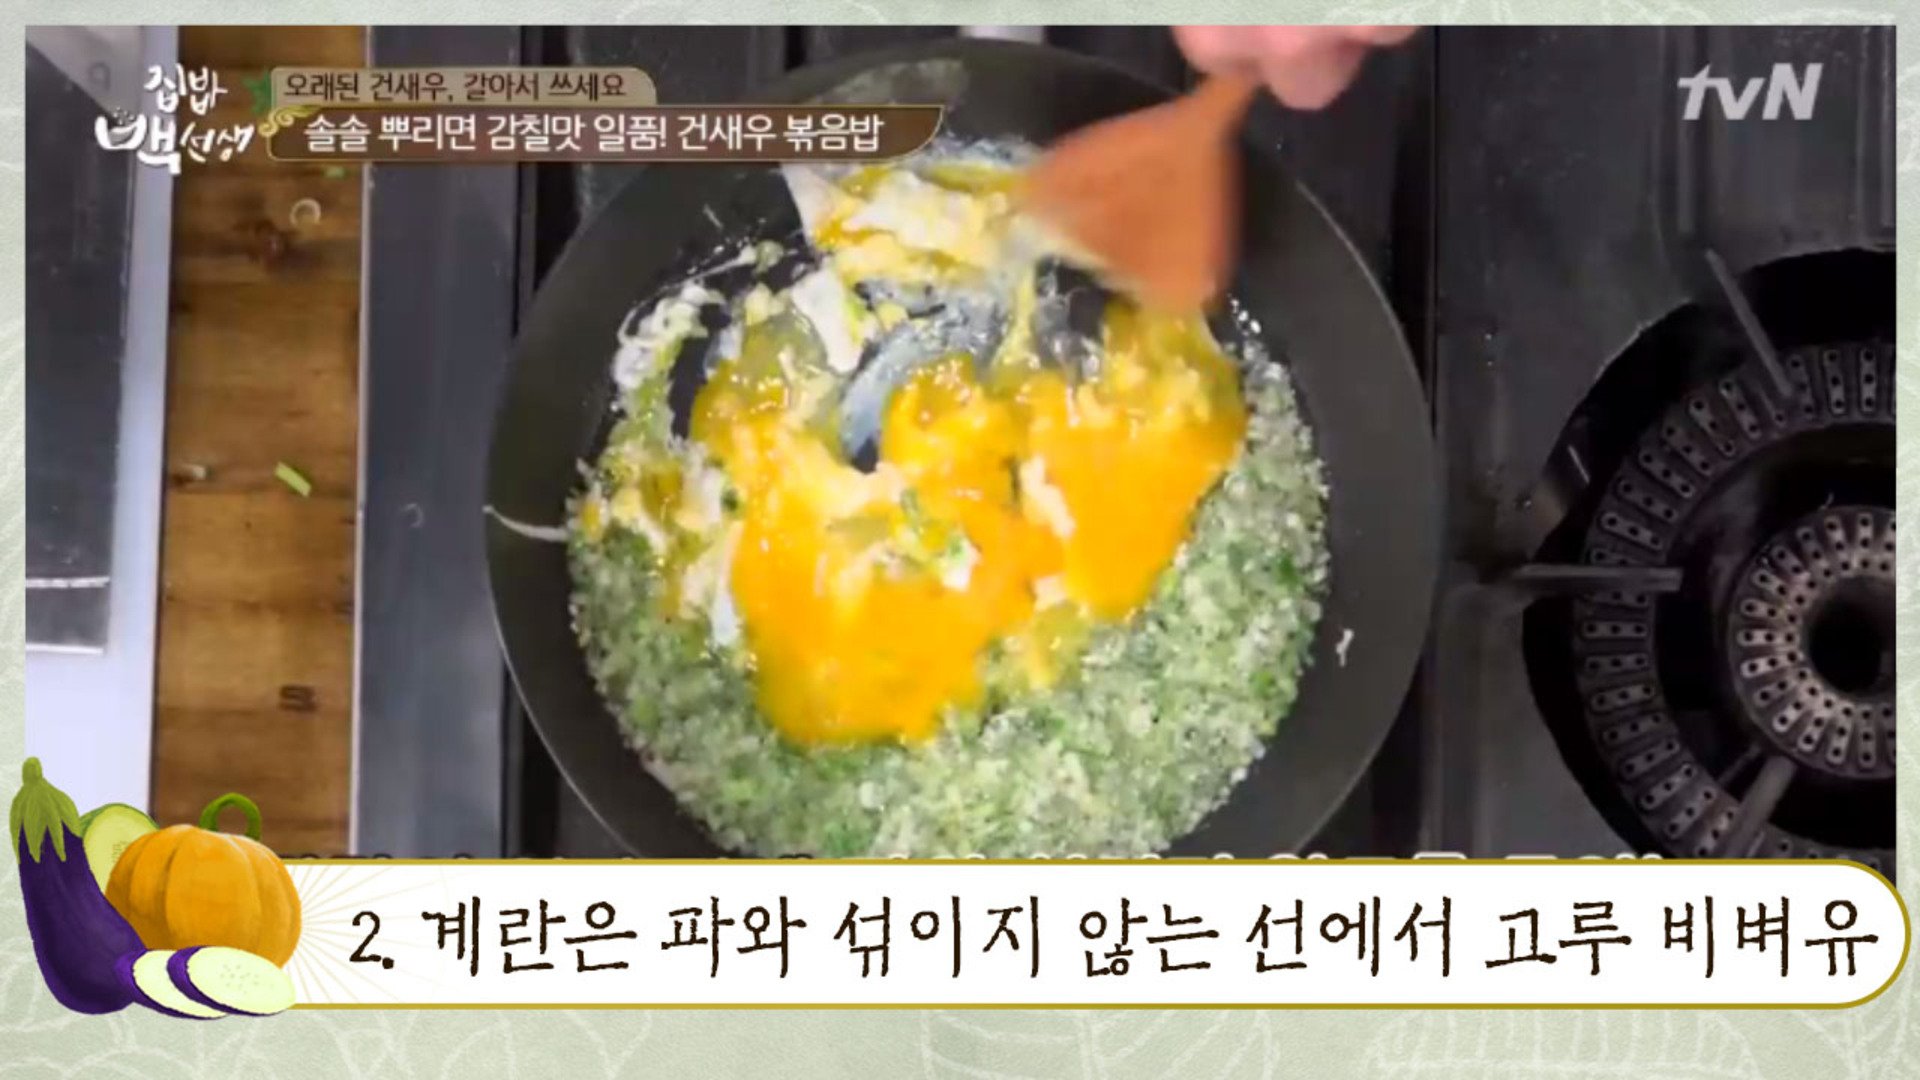 집밥
백선생
오래된 건새우, 갈아서 쓰세요
솔솔 뿌리면 감칠맛 일품! 건새우 볶음밥
tvN
2. 계란은 파와 섞이지 않는 선에서 고루 비벼유